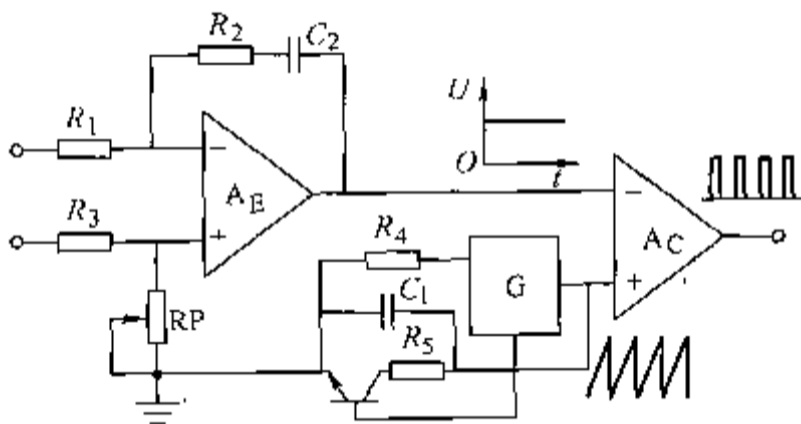 R2
C2
R1
U
−
O
t
−
AE
AC
R3
+
R4
G
+
C1
RP
R5